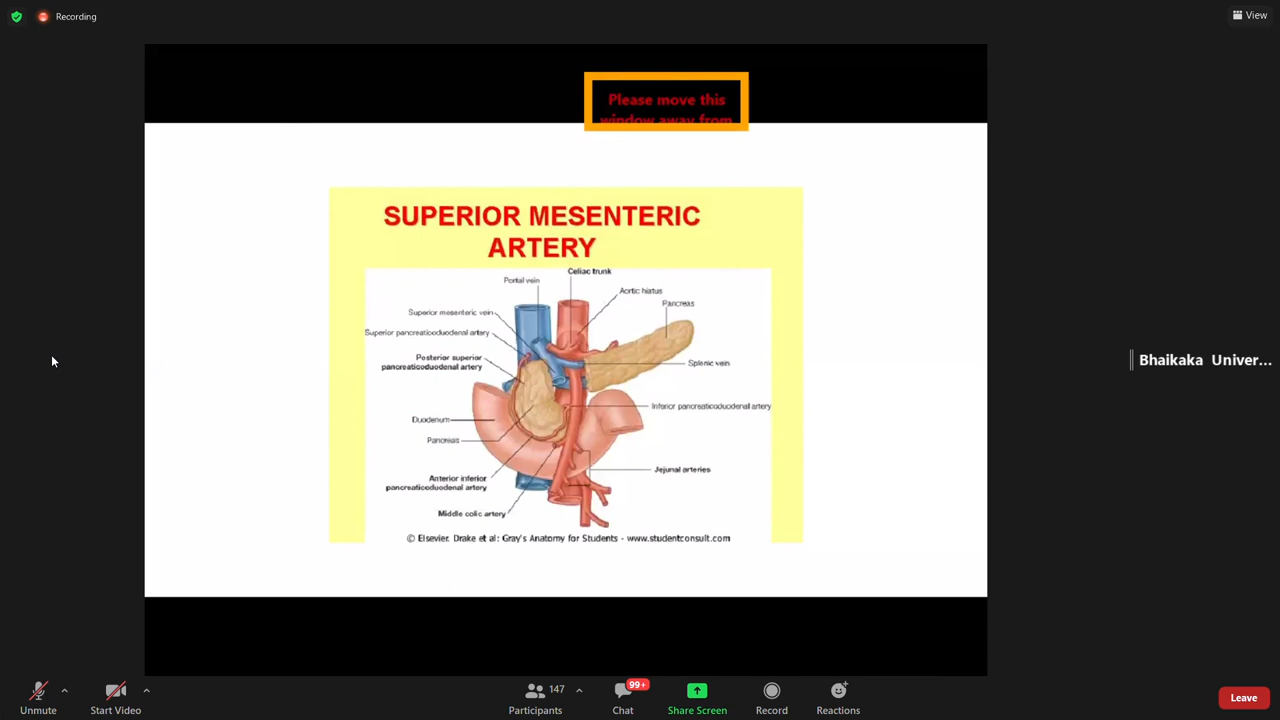 Recording
View
Please move this
window away from
SUPERIOR MESENTERIC
ARTERY
Celiac trunk
Portal vein
Aortic hiatus
Pancreas
Superior mesenteric vein
Superior pancreaticoduodenal artery
Posterior superior
pancreaticoduodenal artery
Splenic vein
Bhaikaka Univer...
Inferior pancreaticoduodenal artery
Duodenum
Pancreas
Jejunal arteries
Anterior inferior
pancreaticoduodenal artery
Middle colic artery
© Elsevier. Drake et al: Gray's Anatomy for Students - www.studentconsult.com
99+
147
Unmute
Start Video
Participants
Chat
Share Screen
Record
Reactions
Leave